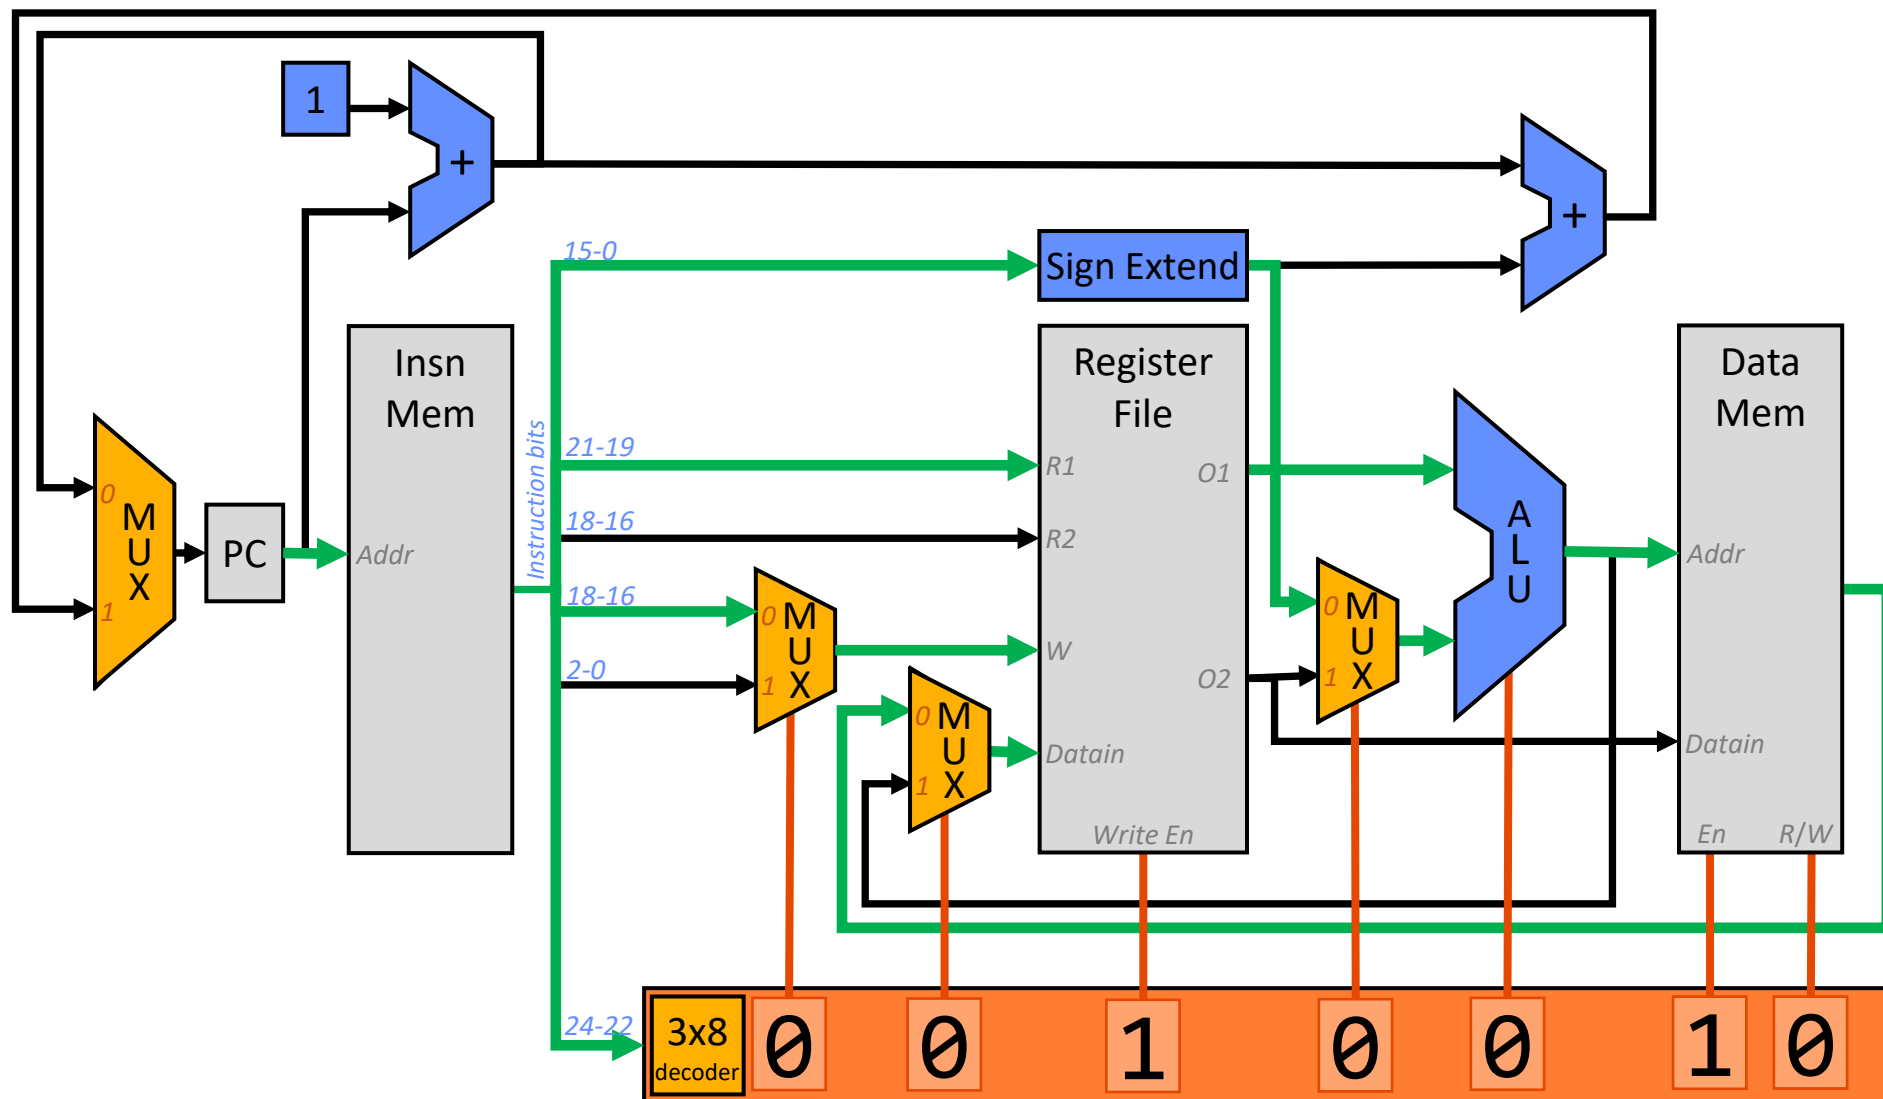 1
+
+
15-0
Sign Extend
Insn
Mem
Register
File
Data
Mem
Instruction bits
21-19
R1
O1
0
M
U
X
1
PC
Addr
18-16
R2
A
L
U
Addr
18-16
0
M
U
X
1
2-0
W
O2
0
M
U
X
1
0
M
U
X
1
Datain
Datain
Write En
En
R/W
24-22
3x8
decoder
0
0
1
0
0
1
0